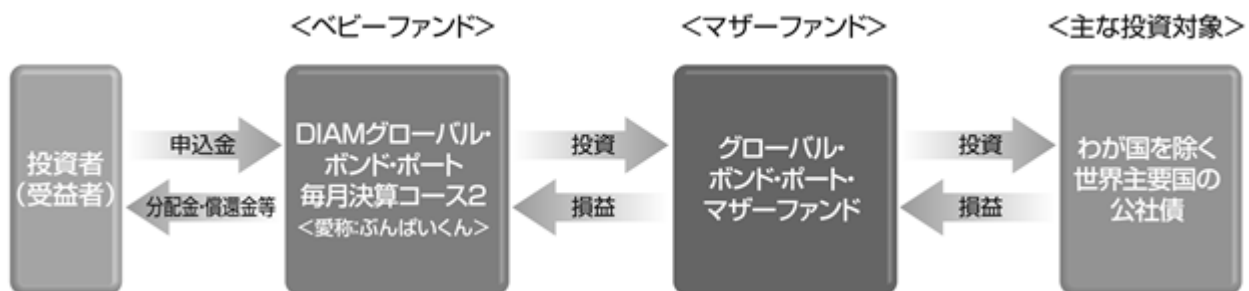 ＜ベビーファンド＞
＜マザーファンド＞
＜主な投資対象＞
投資者
（受益者）
申込金
分配金・償還金等
DIAMグローバル・
ボンド・ポート
毎月決算コース2
＜愛称:ぶんぱいくん＞
投資
損益
グローバル・
ボンド・ポート・
マザーファンド
投資
損益
わが国を除く
世界主要国の
公社債